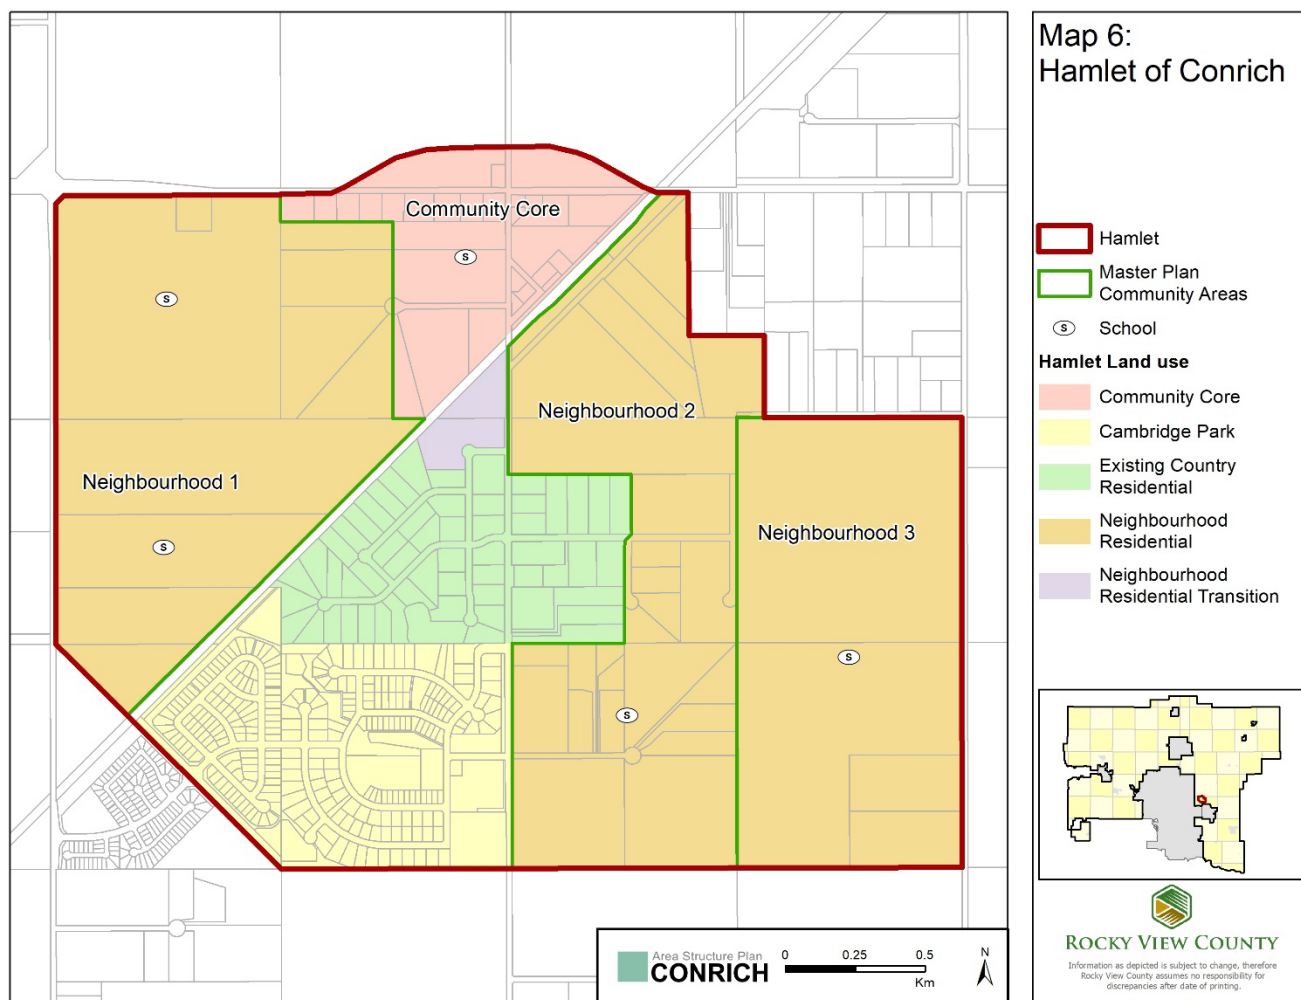 Map 6:
Hamlet of Conrich
Community Core
S
S
Neighbourhood 2
Neighbourhood 1
Neighbourhood 3
S
S
S
Hamlet
Master Plan
Community Areas
S School
Hamlet Land use
Community Core
Cambridge Park
Existing Country
Residential
Neighbourhood
Residential
Neighbourhood
Residential Transition
Area Structure Plan
CONRICH
0 0.25 0.5
Km
N
ROCKY VIEW COUNTY
Information as depicted is subject to change, therefore
Rocky View County assumes no responsibility for
discrepancies after date of printing.